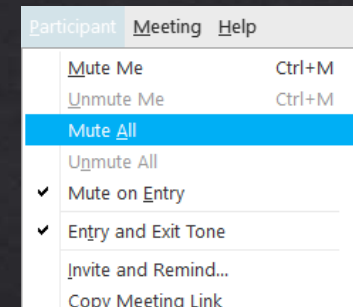 Participant Meeting Help
Mute Me Ctrl+M
Unmute Me Ctrl+M
Mute All
Unmute All
Mute on Entry
Entry and Exit Tone
Invite and Remind...
Copy Meeting Link